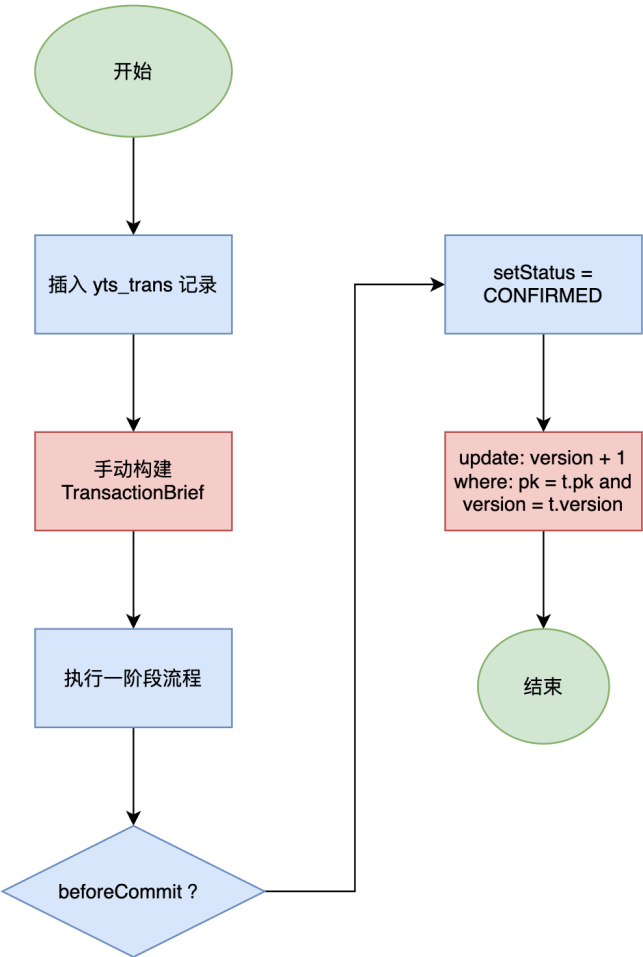 开始
插入 yts_trans 记录
手动构建
TransactionBrief
执行一阶段流程
beforeCommit ?
setStatus =
CONFIRMED
update: version + 1
where: pk = t.pk and
version = t.version
结束